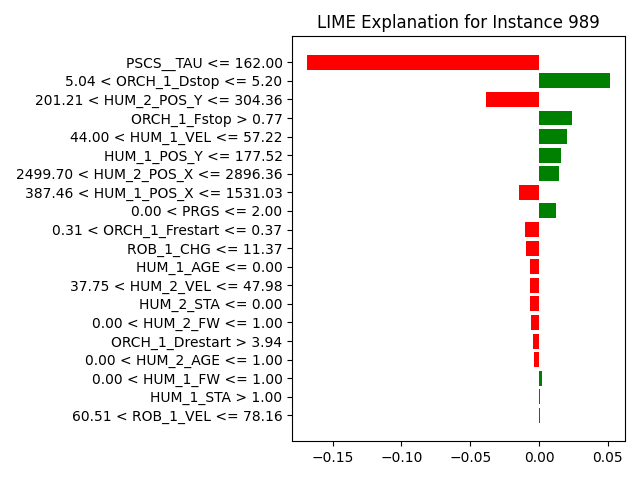 LIME Explanation for Instance 989
PSCS__TAU <= 162.00
5.04 < ORCH_1_Dstop <= 5.20
201.21 < HUM_2_POS_Y <= 304.36
ORCH_1_Fstop > 0.77
44.00 < HUM_1_VEL <= 57.22
HUM_1_POS_Y <= 177.52
2499.70 < HUM_2_POS_X <= 2896.36
387.46 < HUM_1_POS_X <= 1531.03
0.00 < PRGS <= 2.00
0.31 < ORCH_1_Frestart <= 0.37
ROB_1_CHG <= 11.37
HUM_1_AGE <= 0.00
37.75 < HUM_2_VEL <= 47.98
HUM_2_STA <= 0.00
0.00 < HUM_2_FW <= 1.00
ORCH_1_Drestart > 3.94
0.00 < HUM_2_AGE <= 1.00
0.00 < HUM_1_FW <= 1.00
HUM_1_STA > 1.00
60.51 < ROB_1_VEL <= 78.16
−0.15 −0.10 −0.05 0.00 0.05